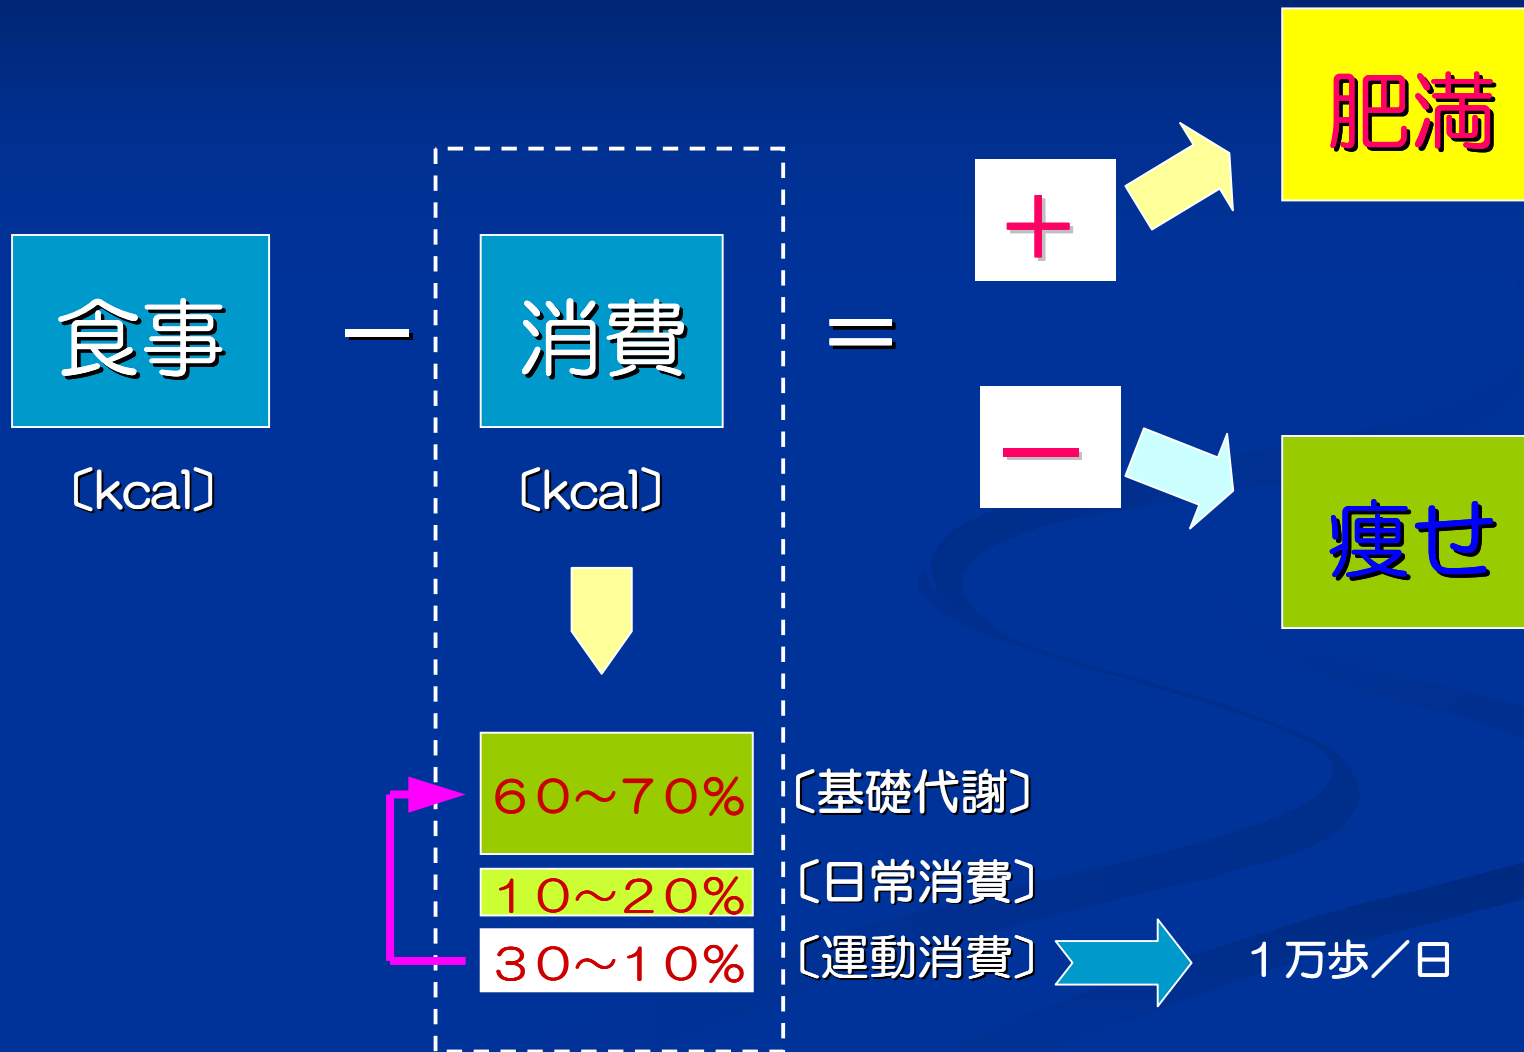 肥満
＋
食事
－
消費
＝
〔kcal〕
〔kcal〕
－
痩せ
６０～７０％
〔基礎代謝〕
１０～２０％
〔日常消費〕
３０～１０％
〔運動消費〕
１万歩／日